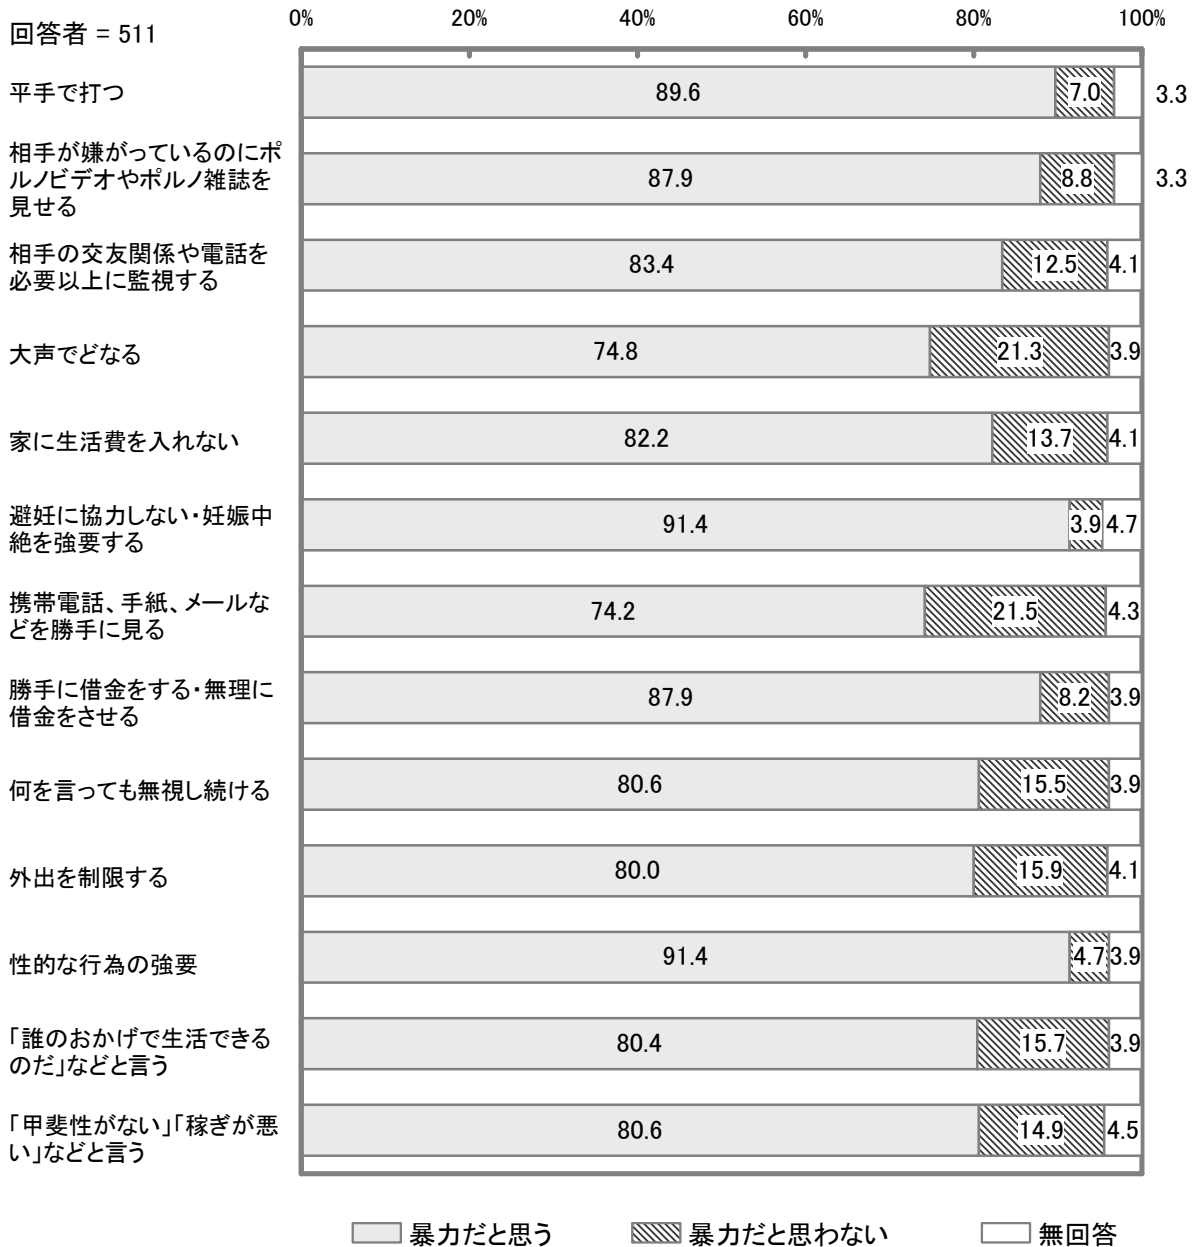 0% 20% 40% 60% 80% 100%
回答者 = 511
平手で打つ 89.6 7.0 3.3
相手が嫌がっているのにポ
ルノビデオやポルノ雑誌を 87.9 8.8 3.3
見せる
相手の交友関係や電話を
必要以上に監視する 83.4 12.5 4.1
大声でどなる 74.8 21.3 3.9
家に生活費を入れない 82.2 13.7 4.1
避妊に協力しない・妊娠中
絶を強要する 91.4 3.9 4.7
携帯電話、手紙、メールな
どを勝手に見る 74.2 21.5 4.3
勝手に借金をする・無理に
借金をさせる 87.9 8.2 3.9
何を言っても無視し続ける 80.6 15.5 3.9
外出を制限する 80.0 15.9 4.1
性的な行為の強要 91.4 4.7 3.9
「誰のおかげで生活できる
のだ」などと言う 80.4 15.7 3.9
「甲斐性がない」「稼ぎが悪
い」などと言う 80.6 14.9 4.5
暴力だと思う 暴力だと思わない 無回答